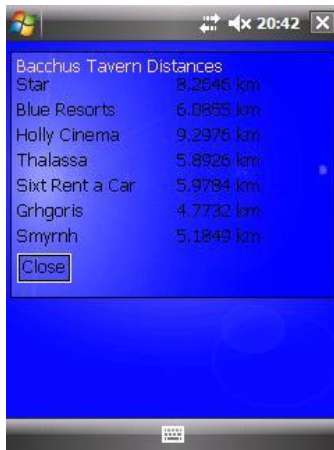 20:42
Bacchus Tavern Distances
Star 8.2646 km
Blue Resorts 6.0855 km
Holly Cinema 9.2976 km
Thalassa 5.8926 km
Sixt Rent a Car 5.9784 km
Grhgoris 4.7732 km
Smyrnh 5.1849 km
Close